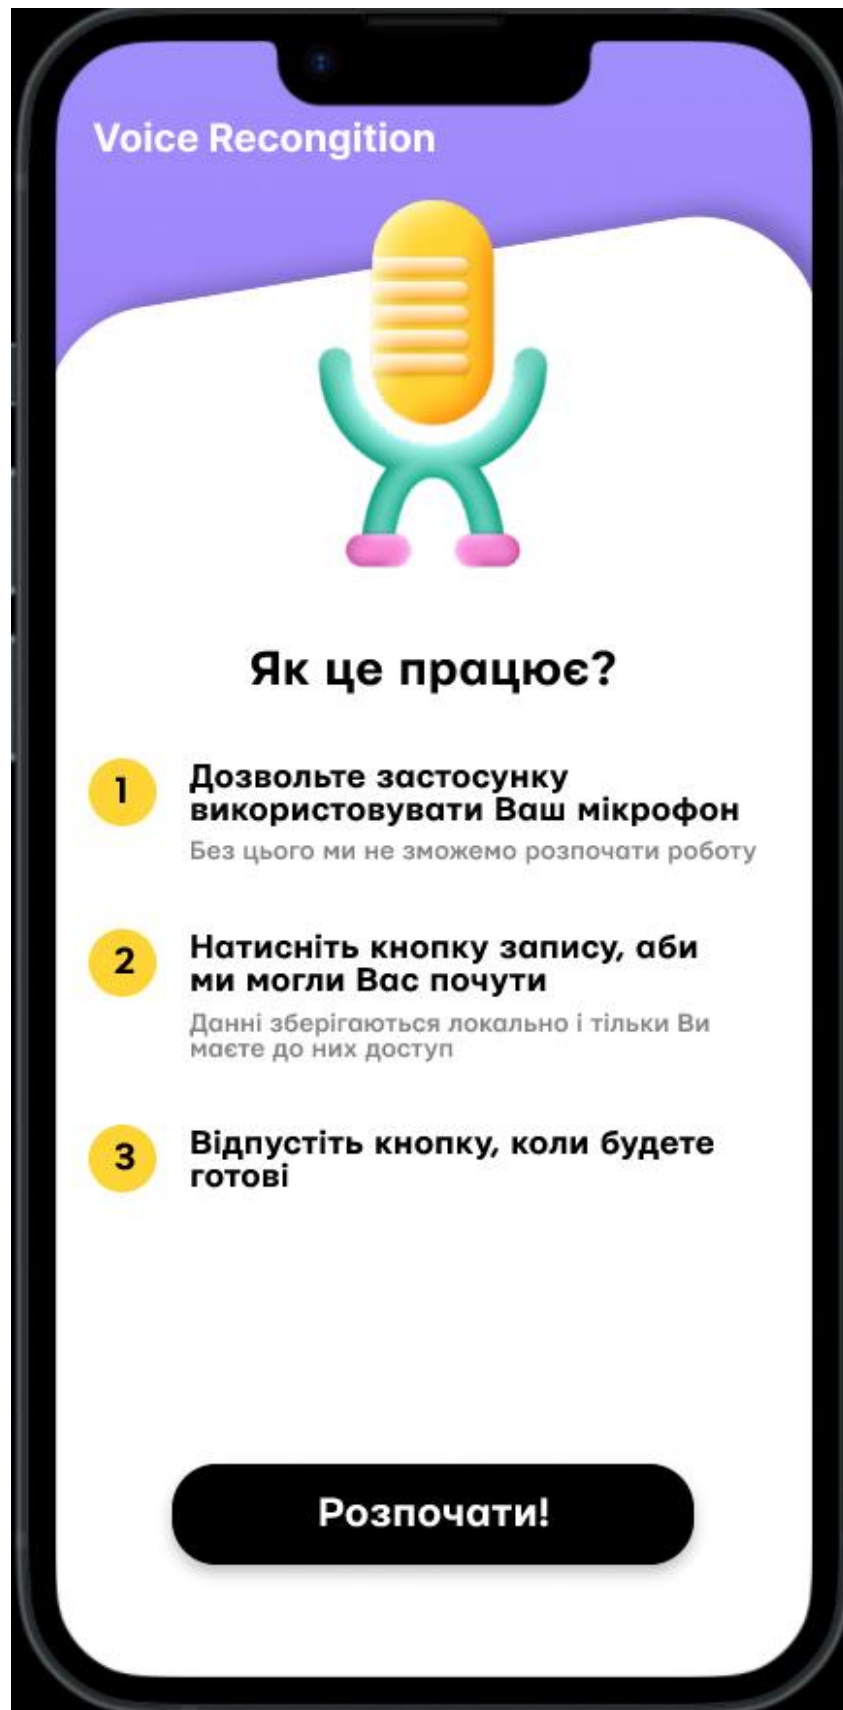 Voice Recongition
Як це працює?
1
Дозвольте застосунку
використовувати Ваш мікрофон
Без цього ми не зможемо розпочати роботу
2
Натисніть кнопку запису, аби
ми могли Вас почути
Данні зберігаються локально і тільки Ви
маєте до них доступ
3
Відпустіть кнопку, коли будете
готові
Розпочати!